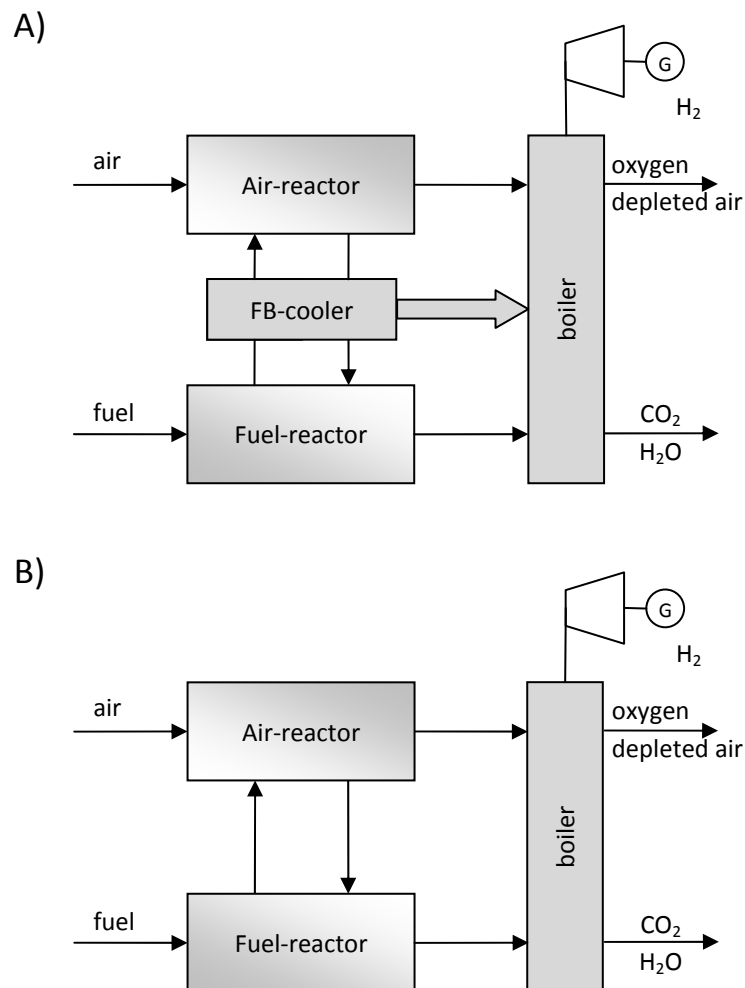 A)
G
H₂
air
Air-reactor
oxygen
depleted air
FB-cooler
boiler
fuel
Fuel-reactor
CO₂
H₂O
B)
G
H₂
air
Air-reactor
oxygen
depleted air
boiler
fuel
Fuel-reactor
CO₂
H₂O